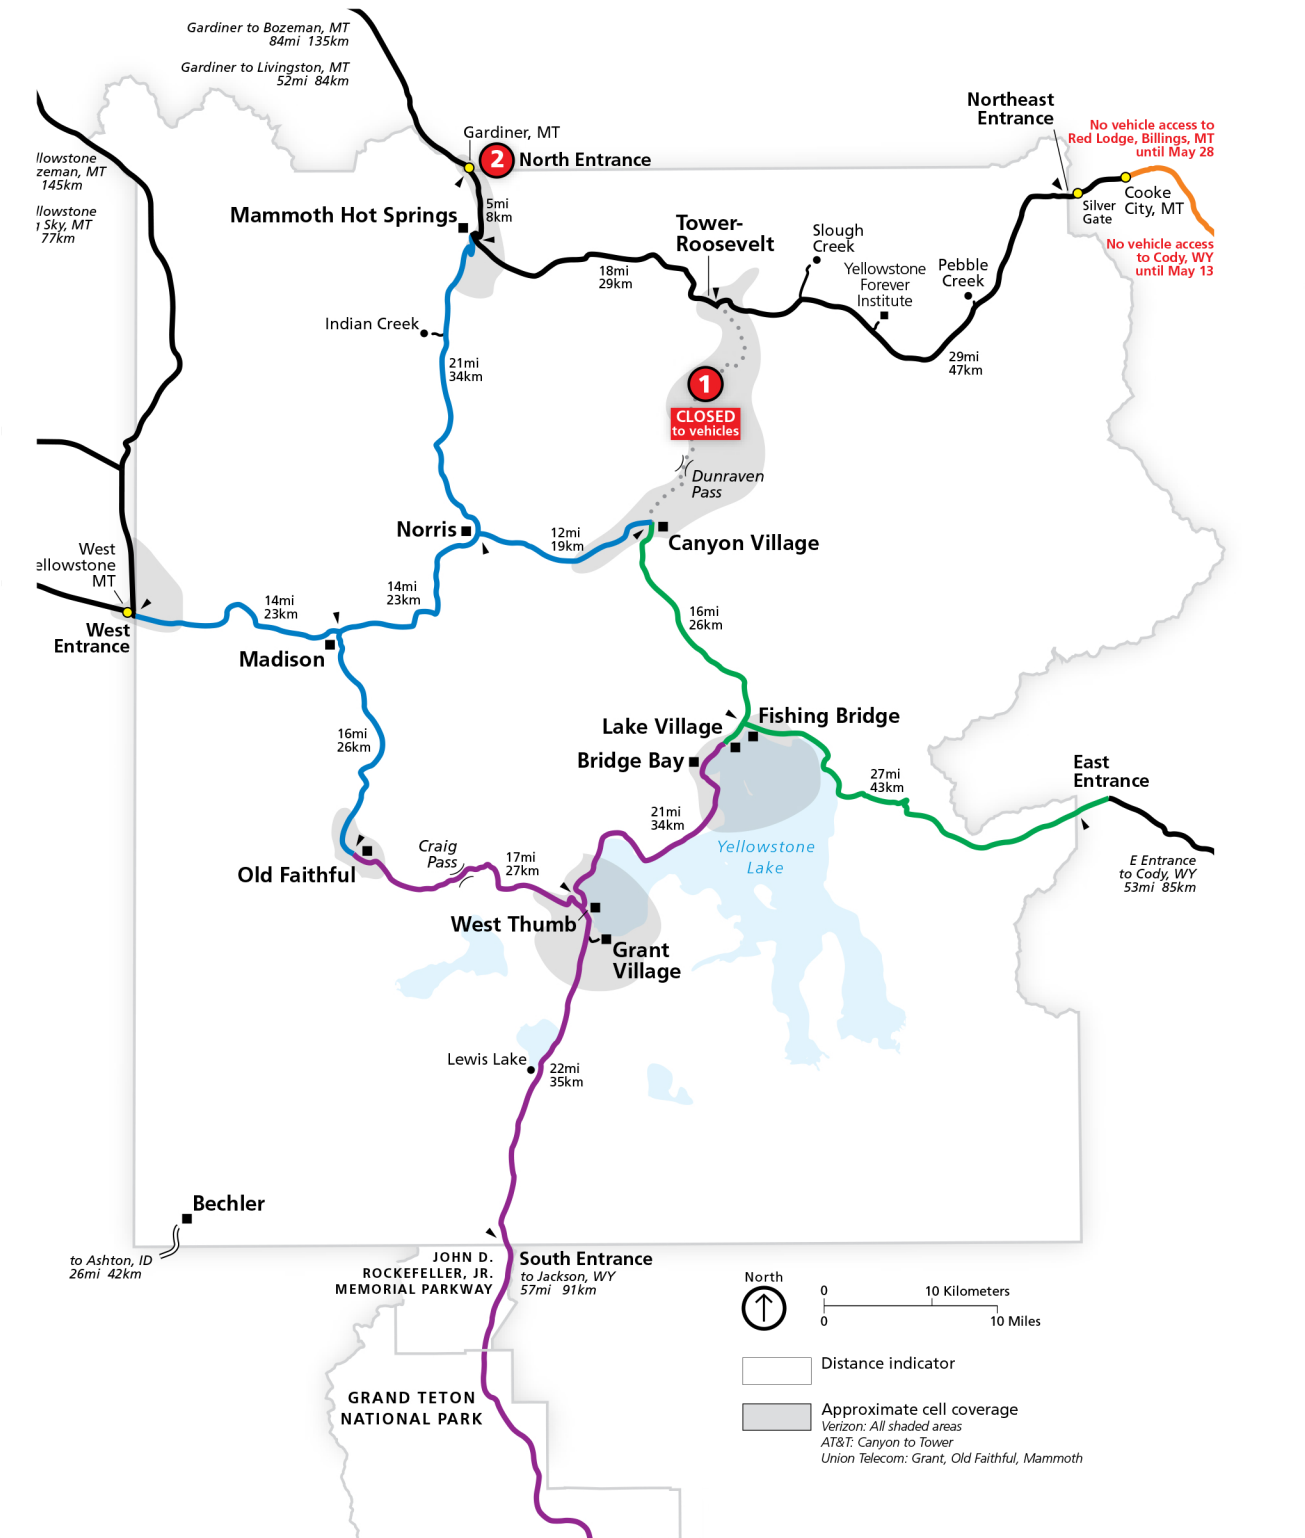 Gardiner to Bozeman, MT
84mi 135km
Gardiner to Livingston, MT
52mi 84km
Gardiner, MT
2
North Entrance
5mi
8km
Mammoth Hot Springs
Northeast
Entrance
No vehicle access to
Red Lodge, Billings, MT
until May 28
Cooke
City, MT
Silver
Gate
No vehicle access
to Cody, WY
until May 13
llowstone
zeman, MT
145km
llowstone
Sky, MT
77km
Tower-
Roosevelt
Slough
Creek
Yellowstone
Forever
Institute
Pebble
Creek
18mi
29km
29mi
47km
Indian Creek
21mi
34km
1
CLOSED
to vehicles
Dunraven
Pass
Norris
12mi
19km
Canyon Village
West
ellowstone
MT
West
Entrance
14mi
23km
14mi
23km
Madison
16mi
26km
16mi
26km
Fishing Bridge
Lake Village
Bridge Bay
27mi
43km
East
Entrance
E Entrance
to Cody, WY
53mi 85km
21mi
34km
Yellowstone
Lake
Craig
Pass
17mi
27km
Old Faithful
West Thumb
Grant
Village
Lewis Lake
22mi
35km
Bechler
to Ashton, ID
26mi 42km
South Entrance
to Jackson, WY
57mi 91km
JOHN D.
ROCKEFELLER, JR.
MEMORIAL PARKWAY
GRAND TETON
NATIONAL PARK
North
0 10 Kilometers
0 10 Miles
Distance indicator
Approximate cell coverage
Verizon: All shaded areas
AT&T: Canyon to Tower
Union Telecom: Grant, Old Faithful, Mammoth